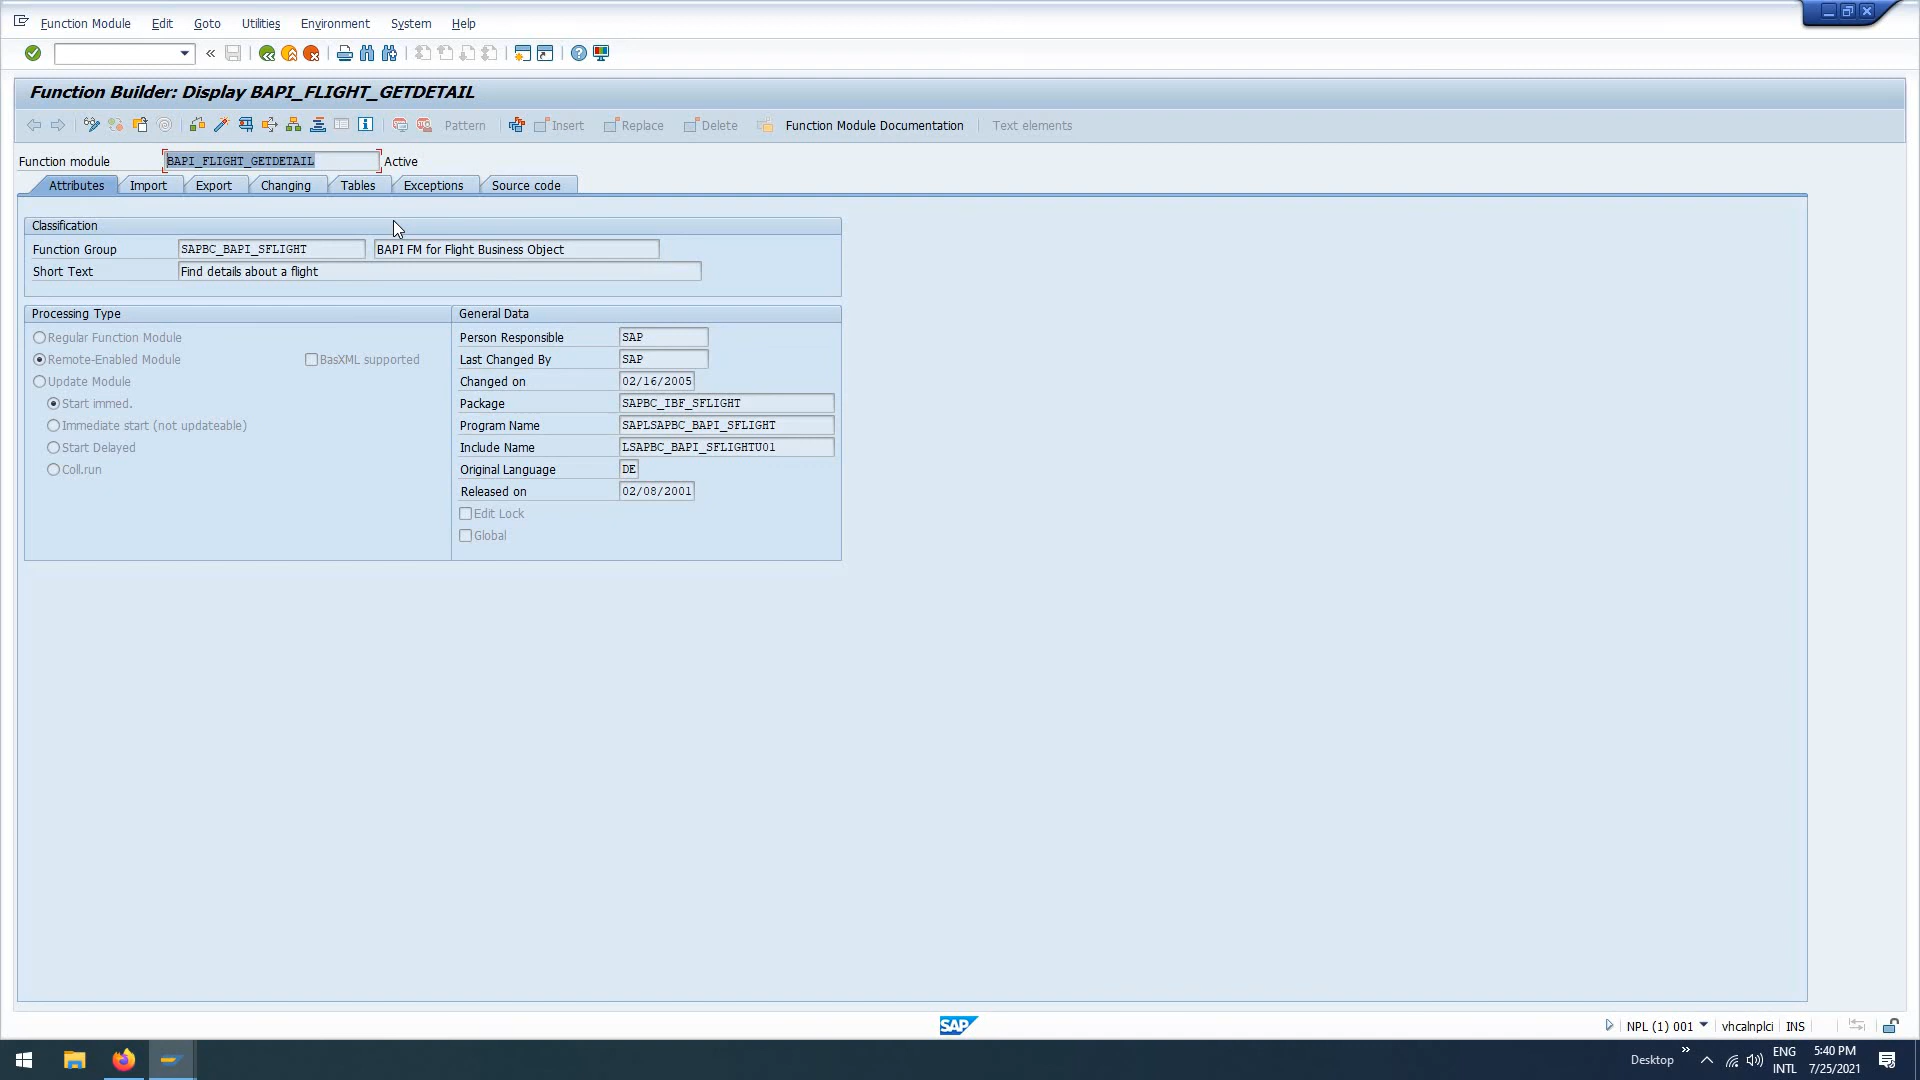 Function Module Edit Goto Utilities Environment System Help
Function Builder: Display BAPI_FLIGHT_GETDETAIL
Pattern Insert Replace Delete Function Module Documentation Text elements
Function module BAPI_FLIGHT_GETDETAIL Active
Attributes Import Export Changing Tables Exceptions Source code
Classification
Function Group SAPBC_BAPI_SFLIGHT BAPI FM for Flight Business Object
Short Text Find details about a flight
Processing Type
Regular Function Module
Remote-Enabled Module BasXML supported
Update Module
Start immed.
Immediate start (not updateable)
Start Delayed
Coll.run
General Data
Person Responsible SAP
Last Changed By SAP
Changed on 02/16/2005
Package SAPBC_IBF_SFLIGHT
Program Name SAPLSAPBC_BAPI_SFLIGHT
Include Name LSAPBC_BAPI_SFLIGHTU01
Original Language DE
Released on 02/08/2001
Edit Lock
Global
SAP
NPL (1) 001 vhcalnplci INS
Desktop ENG 5:40 PM
INTL 7/25/2021